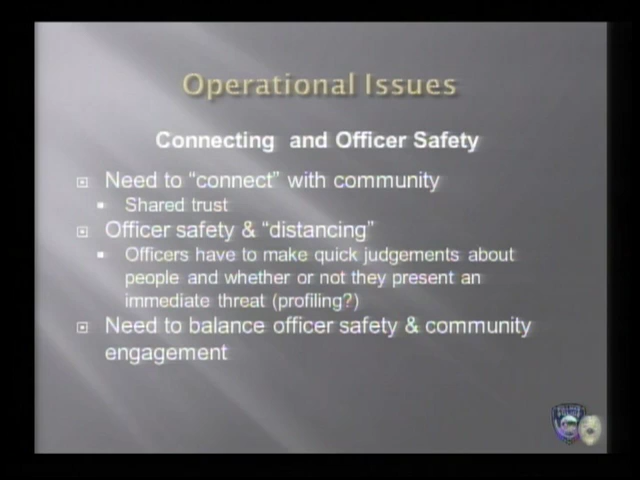 Operational Issues
Connecting and Officer Safety
Need to “connect” with community
Shared trust
Officer safety & “distancing”
Officers have to make quick judgements about
people and whether or not they present an
immediate threat (profiling?)
Need to balance officer safety & community
engagement